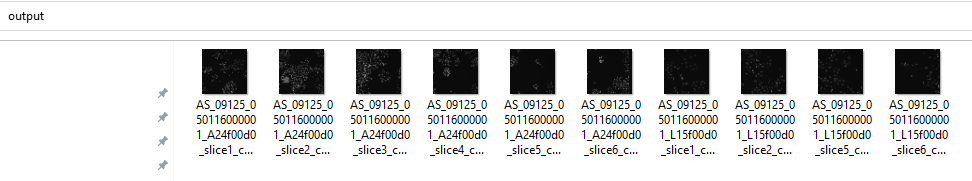 output
AS_09125_0
5011600000
1_A24f00d0
_slice1_c...
AS_09125_0
5011600000
1_A24f00d0
_slice2_c...
AS_09125_0
5011600000
1_A24f00d0
_slice3_c...
AS_09125_0
5011600000
1_A24f00d0
_slice4_c...
AS_09125_0
5011600000
1_A24f00d0
_slice5_c...
AS_09125_0
5011600000
1_A24f00d0
_slice6_c...
AS_09125_0
5011600000
1_L15f00d0
_slice1_c...
AS_09125_0
5011600000
1_L15f00d0
_slice2_c...
AS_09125_0
5011600000
1_L15f00d0
_slice5_c...
AS_09125_0
5011600000
1_L15f00d0
_slice6_c...